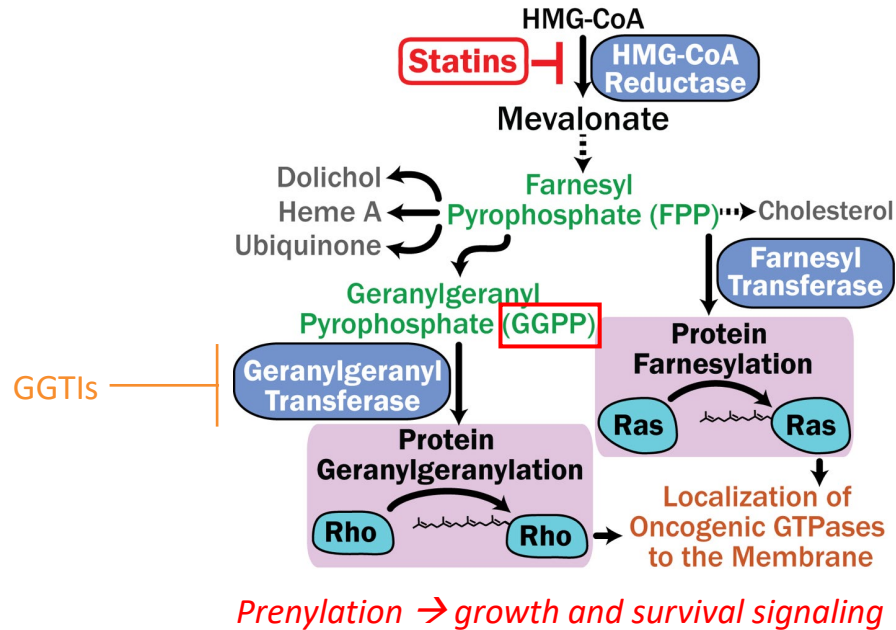 HMG-CoA
Statins
HMG-CoA
Reductase
Mevalonate
Dolichol
Heme A
Ubiquinone
Farnesyl
Pyrophosphate (FPP)
Cholesterol
Farnesyl
Transferase
Geranylgeranyl
Pyrophosphate (GGPP)
GGTIs
Geranylgeranyl
Transferase
Protein
Farnesylation
Ras
Ras
Protein
Geranylgeranylation
Rho
Rho
Localization of
Oncogenic GTPases
to the Membrane
Prenylation → growth and survival signaling